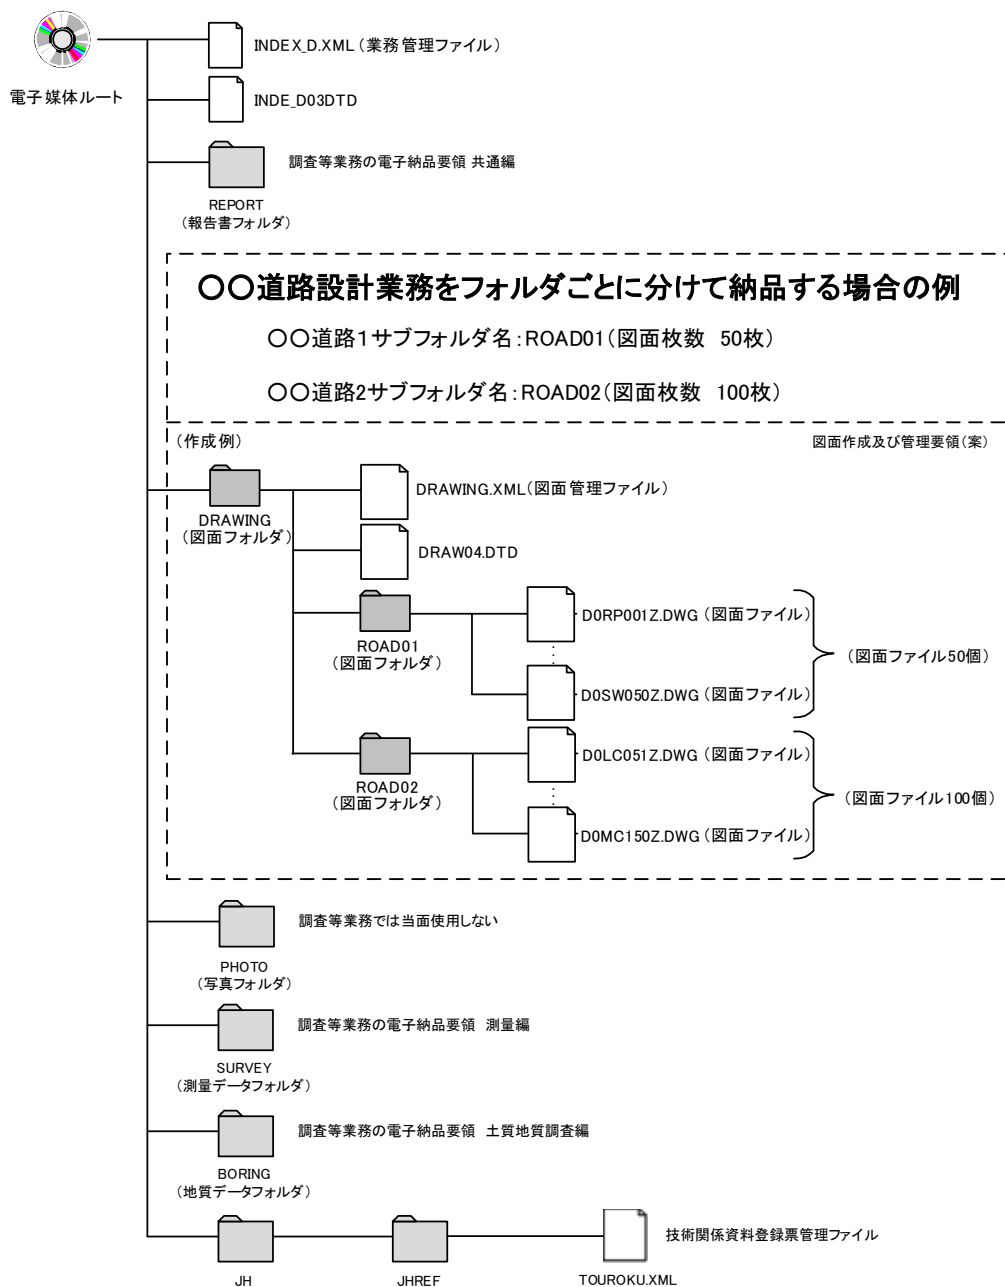 電子媒体ルート
INDEX_D.XML（業務管理ファイル）
INDE_D03DTD
調査等業務の電子納品要領 共通編
REPORT
（報告書フォルダ）
〇〇道路設計業務をフォルダごとに分けて納品する場合の例
〇〇道路1サブフォルダ名：ROAD01（図面枚数　50枚）
〇〇道路2サブフォルダ名：ROAD02（図面枚数　100枚）
（作成例）
図面作成及び管理要領（案）
DRAWING
（図面フォルダ）
DRAWING.XML（図面管理ファイル）
DRAW04.DTD
ROAD01
（図面フォルダ）
D0RP001Z.DWG（図面ファイル）
D0SW050Z.DWG（図面ファイル）
（図面ファイル50個）
ROAD02
（図面フォルダ）
D0LC051Z.DWG（図面ファイル）
D0MC150Z.DWG（図面ファイル）
（図面ファイル100個）
調査等業務では当面使用しない
PHOTO
（写真フォルダ）
調査等業務の電子納品要領　測量編
SURVEY
（測量データフォルダ）
調査等業務の電子納品要領　土質地質調査編
BORING
（地質データフォルダ）
技術関係資料登録票管理ファイル
JH
JHREF
TOUROKU.XML